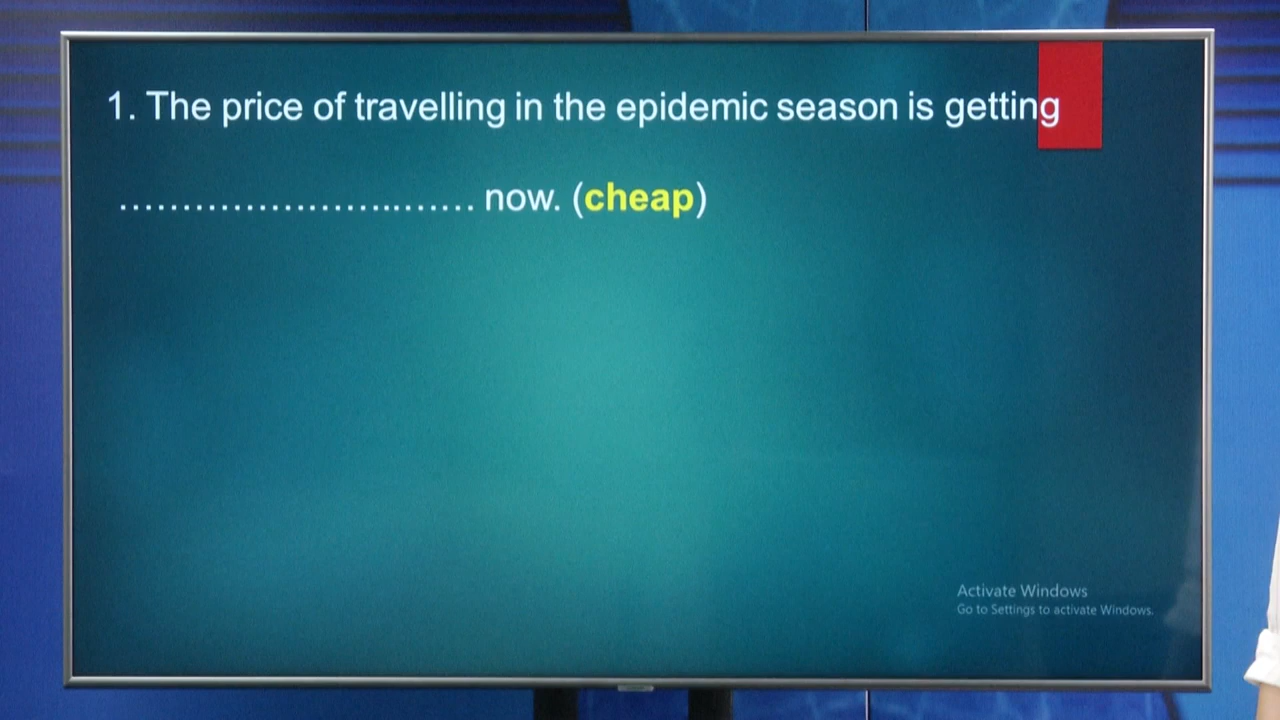 1. The price of travelling in the epidemic season is getting
............................. now. (cheap)
Activate Windows
Go to Settings to activate Windows.